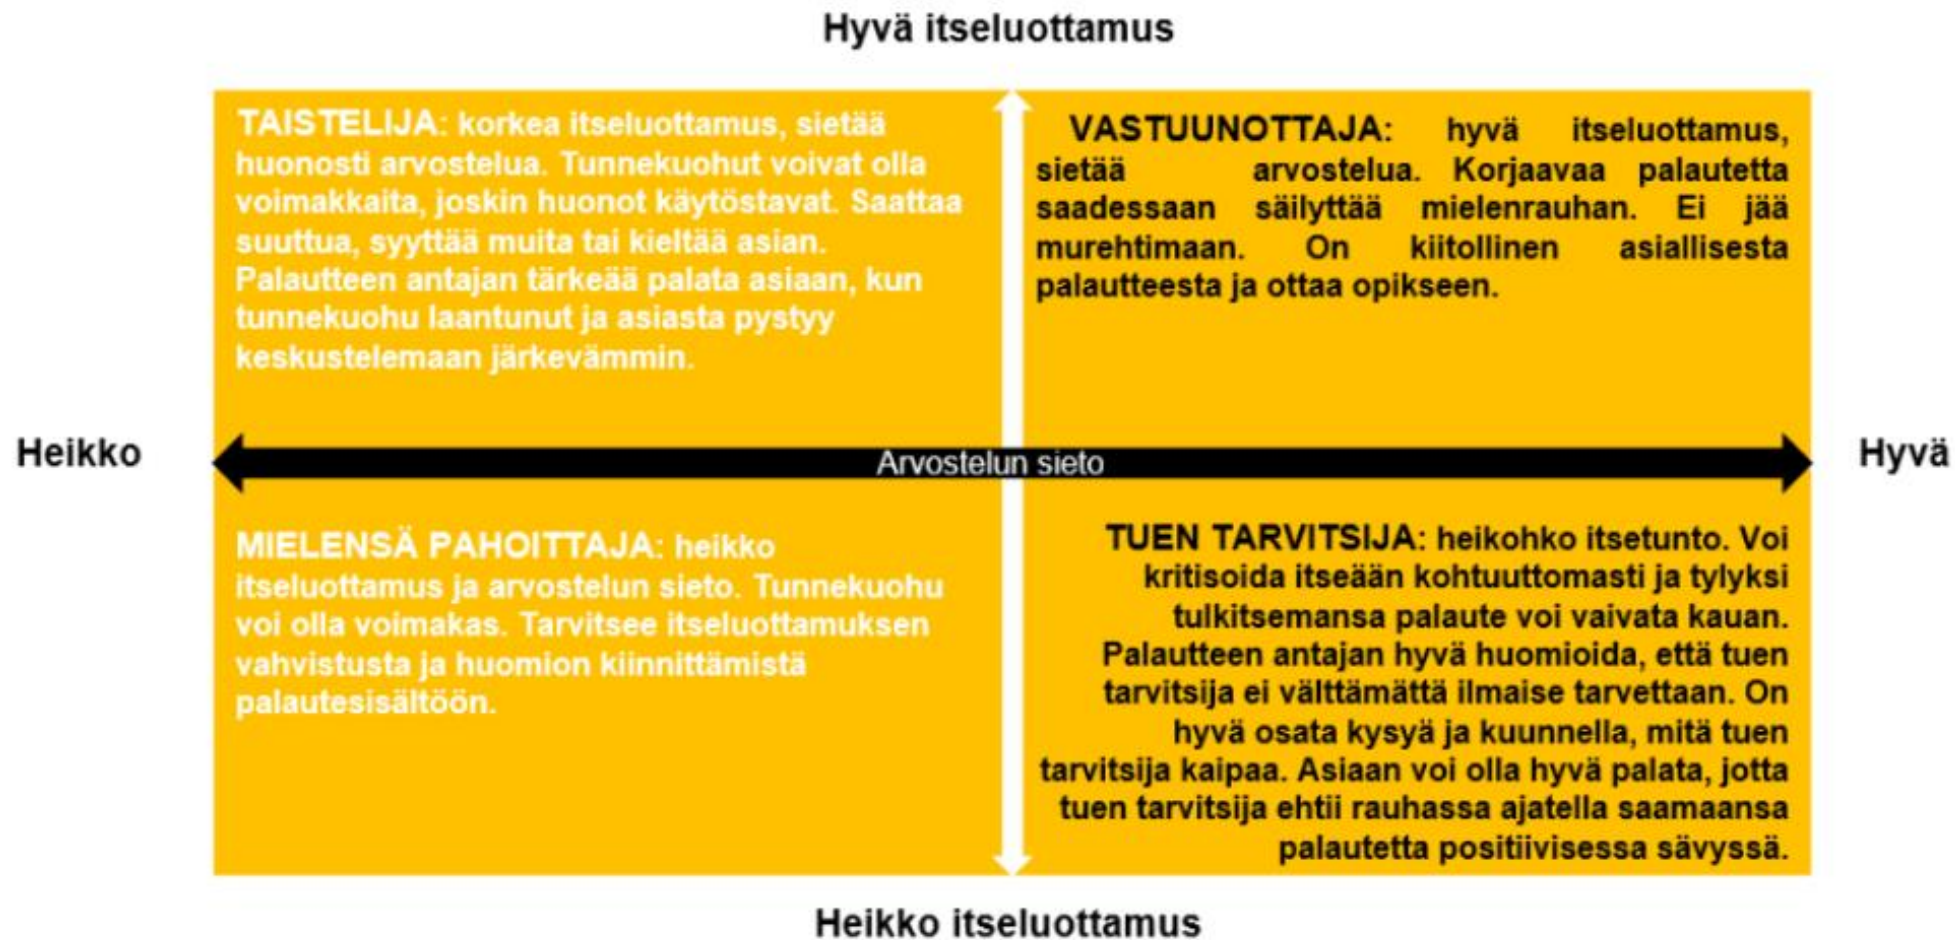 Hyvä itseluottamus
TAISTELIJA: korkea itseluottamus, sietää
huonosti arvostelua. Tunnekuohut voivat olla
voimakkaita, joskin huonot käytöstavat. Saattaa
suuttua, syyttää muita tai kieltää asian.
Palautteen antajan tärkeää palata asiaan, kun
tunnekuohu laantunut ja asiasta pystyy
keskustelemaan järkevämmin.
VASTUUNOTTAJA: hyvä itseluottamus,
sietää arvostelua. Korjaavaa palautetta
saadessaan säilyttää mielenrauhan. Ei jää
murehtimaan. On kiitollinen asiallisesta
palautteesta ja ottaa opikseen.
Heikko
Arvostelun sieto
Hyvä
MIELENSÄ PAHOITTAJA: heikko
itseluottamus ja arvostelun sieto. Tunnekuohu
voi olla voimakas. Tarvitsee itseluottamuksen
vahvistusta ja huomion kiinnittämistä
palautesisältöön.
TUEN TARVITSIJA: heikohko itsetunto. Voi
kritisoida itseään kohtuuttomasti ja tylyksi
tulkitsemansa palaute voi vaivata kauan.
Palautteen antajan hyvä huomioida, että tuen
tarvitsija ei välttämättä ilmaise tarvettaan. On
hyvä osata kysyä ja kuunnella, mitä tuen
tarvitsija kaipaa. Asiaan voi olla hyvä palata, jotta
tuen tarvitsija ehtii rauhassa ajatella saamaansa
palautetta positiivisessa sävyssä.
Heikko itseluottamus